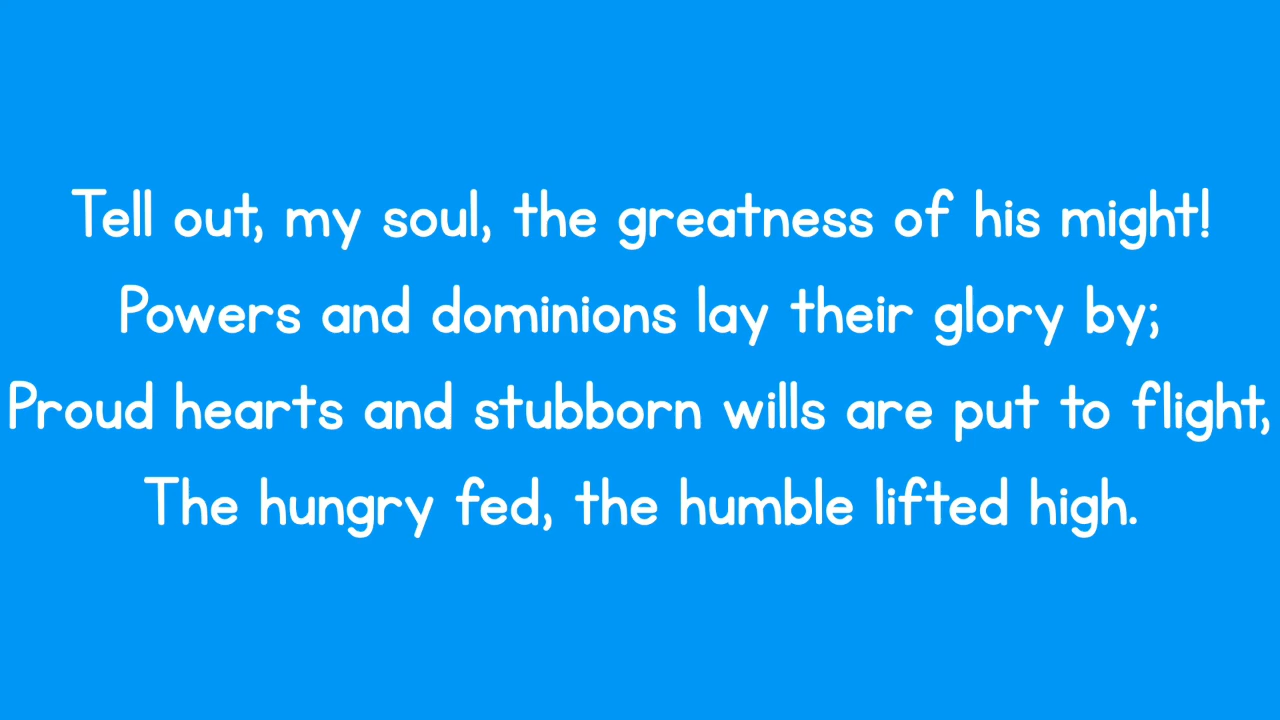 Tell out, my soul, the greatness of his might!
Powers and dominions lay their glory by;
Proud hearts and stubborn wills are put to flight,
The hungry fed, the humble lifted high.